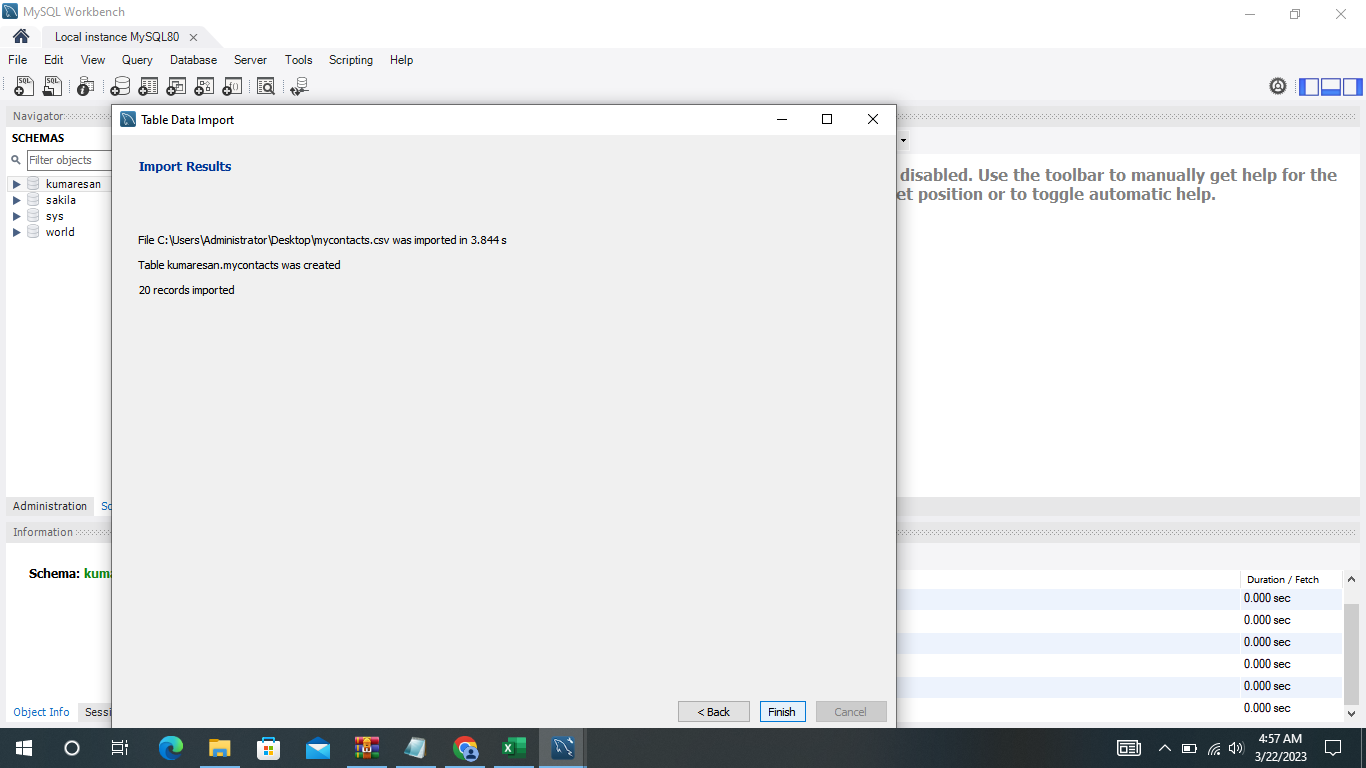 MySQL Workbench
Local instance MySQL80
File Edit View Query Database Server Tools Scripting Help
Navigator
SCHEMAS
Filter objects
kumaresan
sakila
sys
world
Administration
Information
Schema:
Object Info
Table Data Import
Import Results
File C:\Users\Administrator\Desktop\mycontacts.csv was imported in 3.844 s
Table kumaresan.mycontacts was created
20 records imported
< Back Finish Cancel
disabled. Use the toolbar to manually get help for the
position or to toggle automatic help.
Duration / Fetch
0.000 sec
0.000 sec
0.000 sec
0.000 sec
0.000 sec
0.000 sec
4:57 AM
3/22/2023